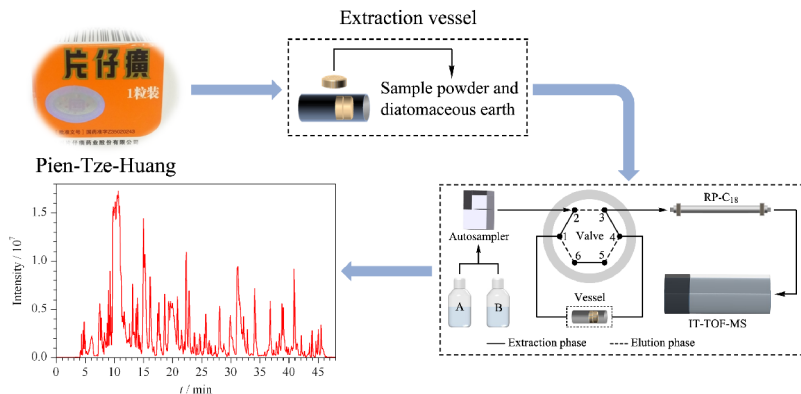 Extraction vessel
片仔癀
1粒装
Sample powder and
diatomaceous earth
Pien-Tze-Huang
Intensity / 10⁷
1.5
1.0
0.5
0.0
0 5 10 15 20 25 30 35 40 45
t / min
Autosampler
A
B
2 3
1 Valve 4
6 5
Vessel
RP-C₁₈
IT-TOF-MS
Extraction phase
Elution phase